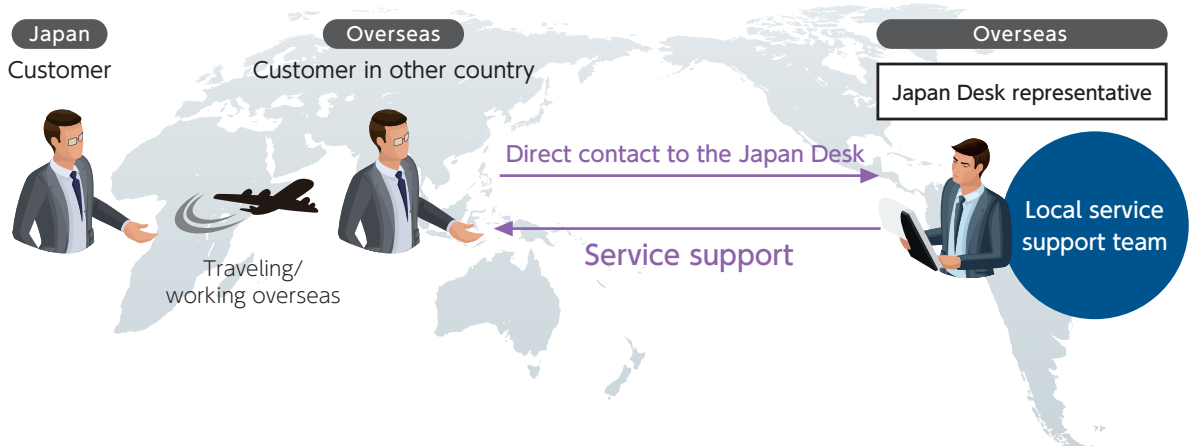 Japan
Customer
Overseas
Customer in other country
Traveling/
working overseas
Direct contact to the Japan Desk
Service support
Overseas
Japan Desk representative
Local service
support team